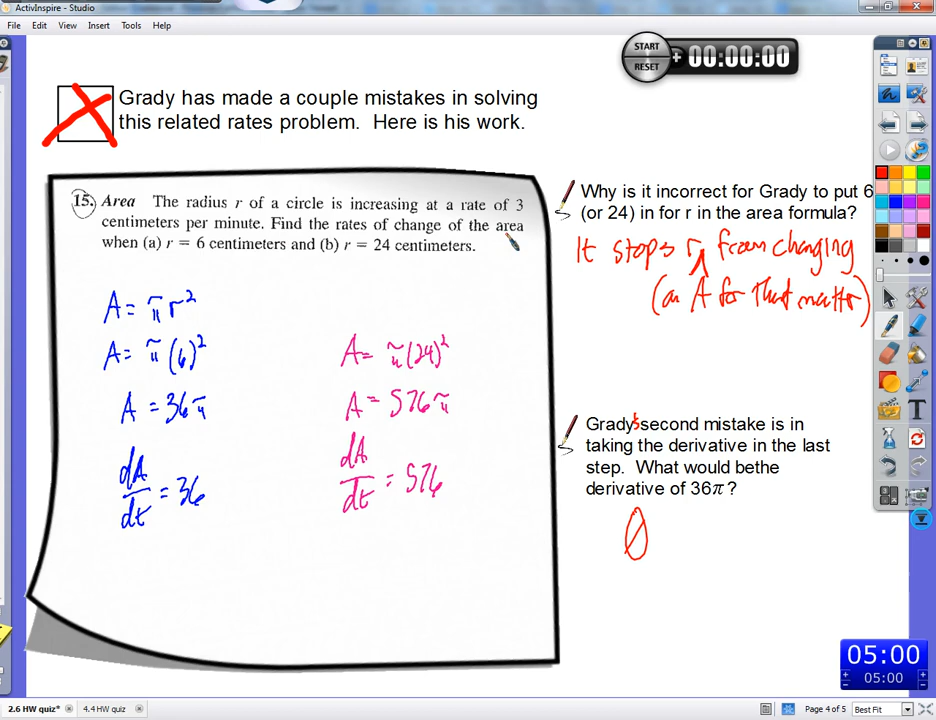 ActivInspire - Studio
File Edit View Insert Tools Help
START
RESET
00:00:00
Grady has made a couple mistakes in solving
this related rates problem. Here is his work.
15. Area The radius r of a circle is increasing at a rate of 3
centimeters per minute. Find the rates of change of the area
when (a) r = 6 centimeters and (b) r = 24 centimeters.
A = πr²
A = π(6)²
A = 36π
dA/dt = 36
A = π(24)²
A = 576π
dA/dt = 576
Why is it incorrect for Grady to put 6
(or 24) in for r in the area formula?
It stops r from changing
(or A for that matter)
Grady's second mistake is in
taking the derivative in the last
step. What would bethe
derivative of 36π?
0
05:00
05:00
2.6 HW quiz* 4.4 HW quiz Page 4 of 5 Best Fit